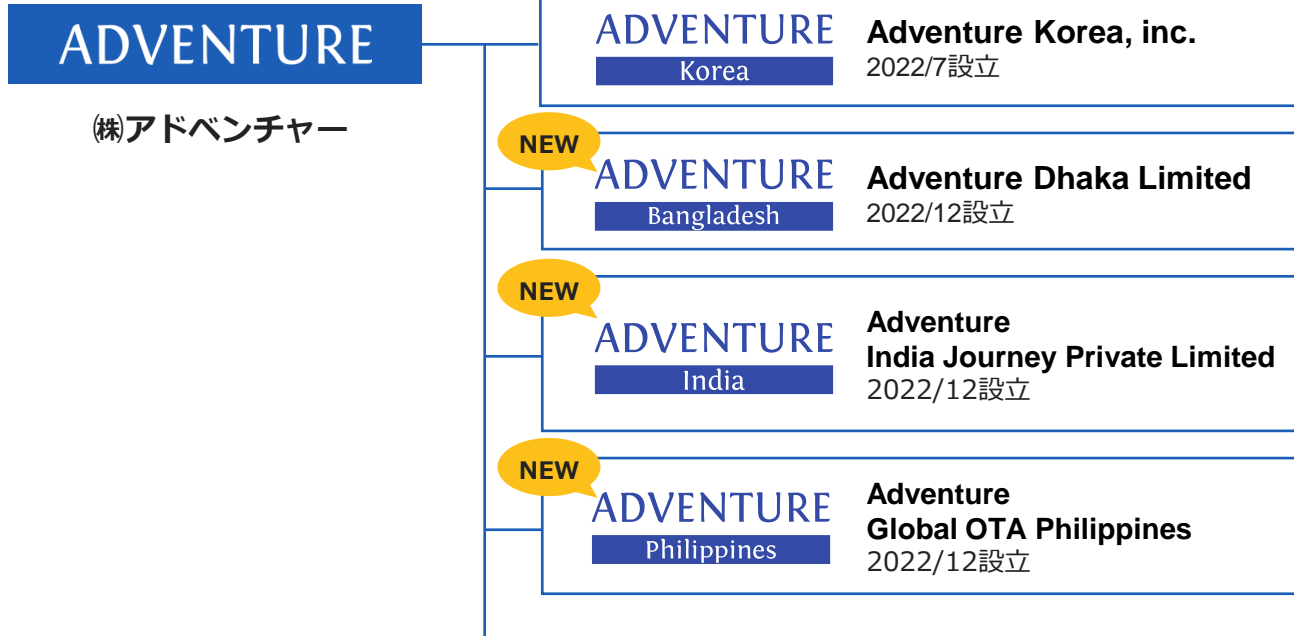 ADVENTURE
㈱アドベンチャー
ADVENTURE
Korea
Adventure Korea, inc.
2022/7設立
NEW
ADVENTURE
Bangladesh
Adventure Dhaka Limited
2022/12設立
NEW
ADVENTURE
India
Adventure
India Journey Private Limited
2022/12設立
NEW
ADVENTURE
Philippines
Adventure
Global OTA Philippines
2022/12設立